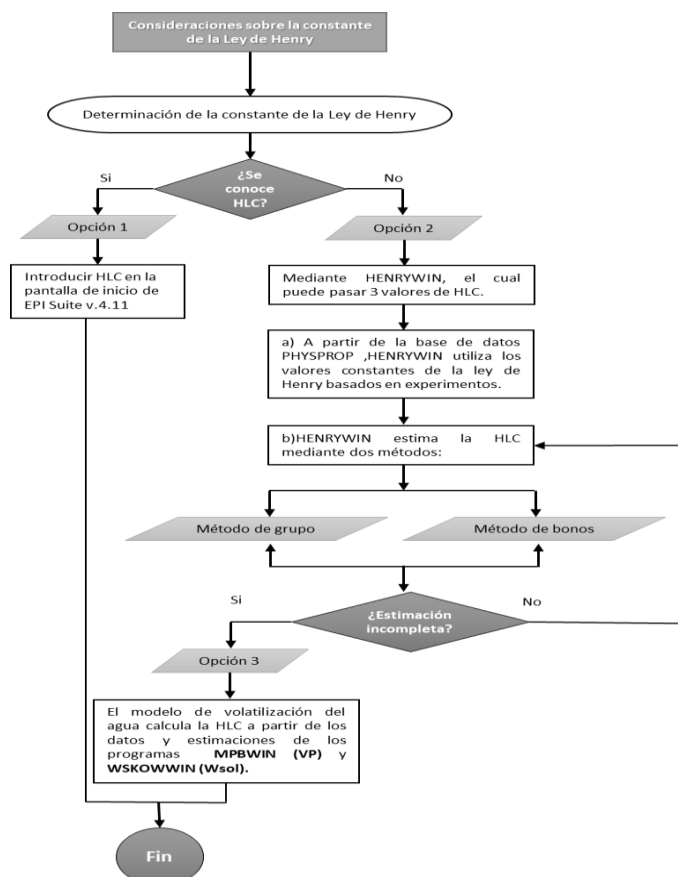 Consideraciones sobre la constante
de la Ley de Henry
Determinación de la constante de la Ley de Henry
Si
¿Se
conoce
HLC?
No
Opción 1
Opción 2
Introducir HLC en la
pantalla de inicio de
EPI Suite v.4.11
Mediante HENRYWIN, el cual
puede pasar 3 valores de HLC.
a) A partir de la base de datos
PHYSPROP ,HENRYWIN utiliza los
valores constantes de la ley de
Henry basados en experimentos.
b)HENRYWIN estima la HLC
mediante dos métodos:
Método de grupo
Método de bonos
Si
¿Estimación
incompleta?
No
Opción 3
El modelo de volatilización del
agua calcula la HLC a partir de los
datos y estimaciones de los
programas MPBWIN (VP) y
WSKOWWIN (Wsol).
Fin